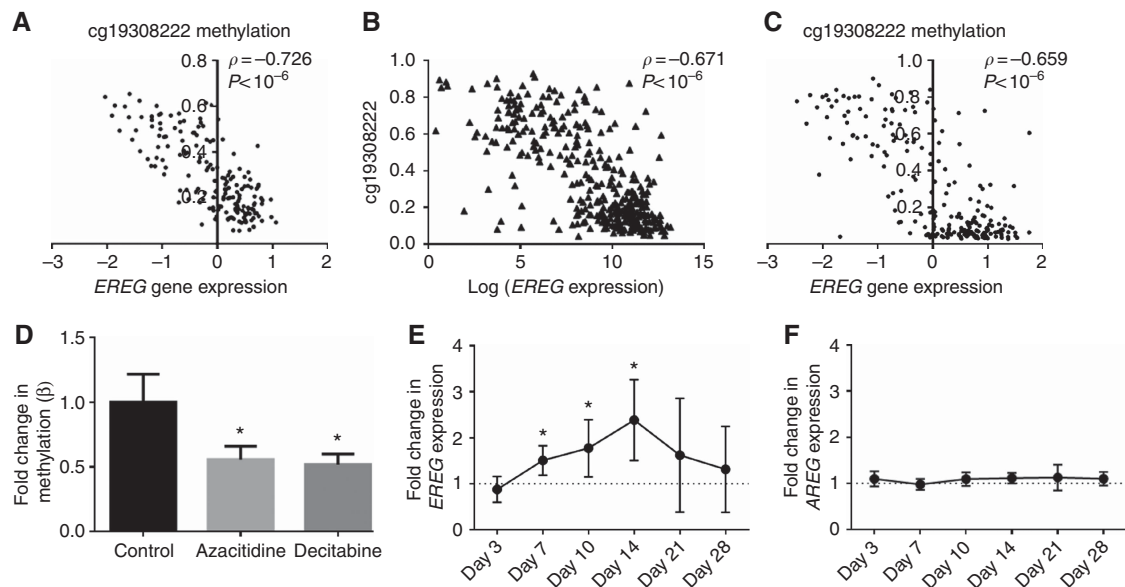 A
cg19308222 methylation
ρ=−0.726
P<10−6
0.8
0.6
0.4
0.2
−3 −2 −1 0 1 2
EREG gene expression
B
ρ=−0.671
P<10−6
cg19308222
1.0
0.8
0.6
0.4
0.2
0.0
0 5 10 15
Log (EREG expression)
C
cg19308222 methylation
ρ=−0.659
P<10−6
1.0
0.8
0.6
0.4
0.2
−3 −2 −1 0 1 2
EREG gene expression
D
Fold change in
methylation (β)
1.5
1.0
0.5
0.0
* *
Control Azacitidine Decitabine
E
Fold change in
EREG expression
4
3
2
1
0
* * *
Day 3 Day 7 Day 10 Day 14 Day 21 Day 28
F
Fold change in
AREG expression
4
3
2
1
0
Day 3 Day 7 Day 10 Day 14 Day 21 Day 28